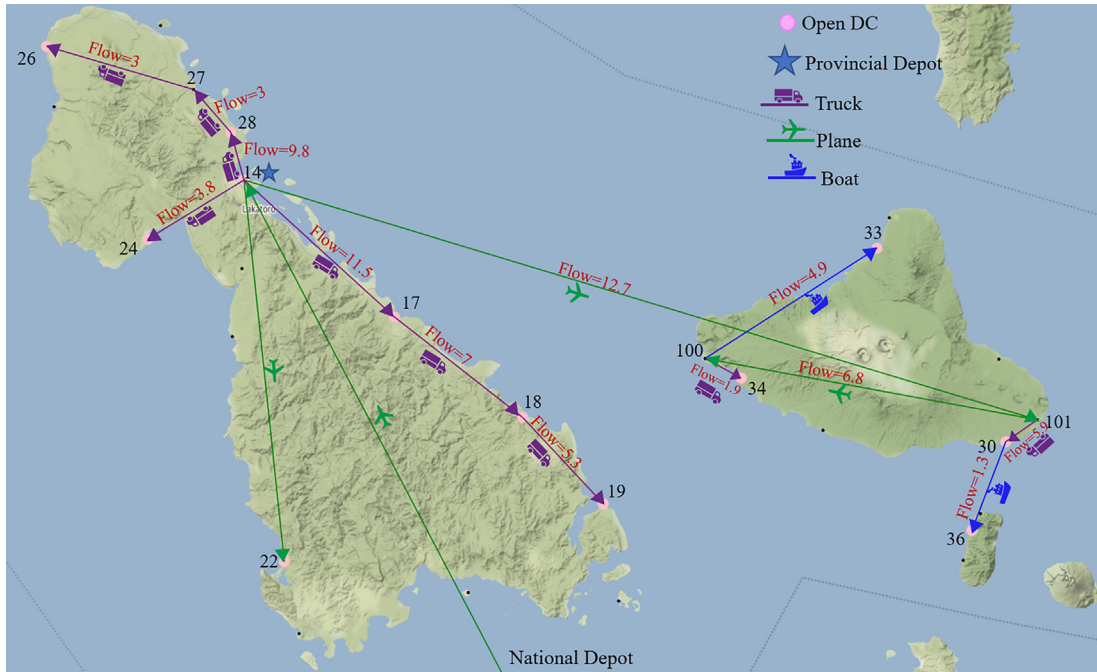 Open DC
Provincial Depot
Truck
Plane
Boat
26
Flow=3
27
Flow=3
28
Flow=9.8
14
Lakatoro
Flow=3.8
24
Flow=11.5
17
Flow=7
18
Flow=5.3
19
22
National Depot
Flow=12.7
33
Flow=4.9
100
Flow=1.9
34
Flow=6.8
101
Flow=5.9
30
Flow=1.3
36